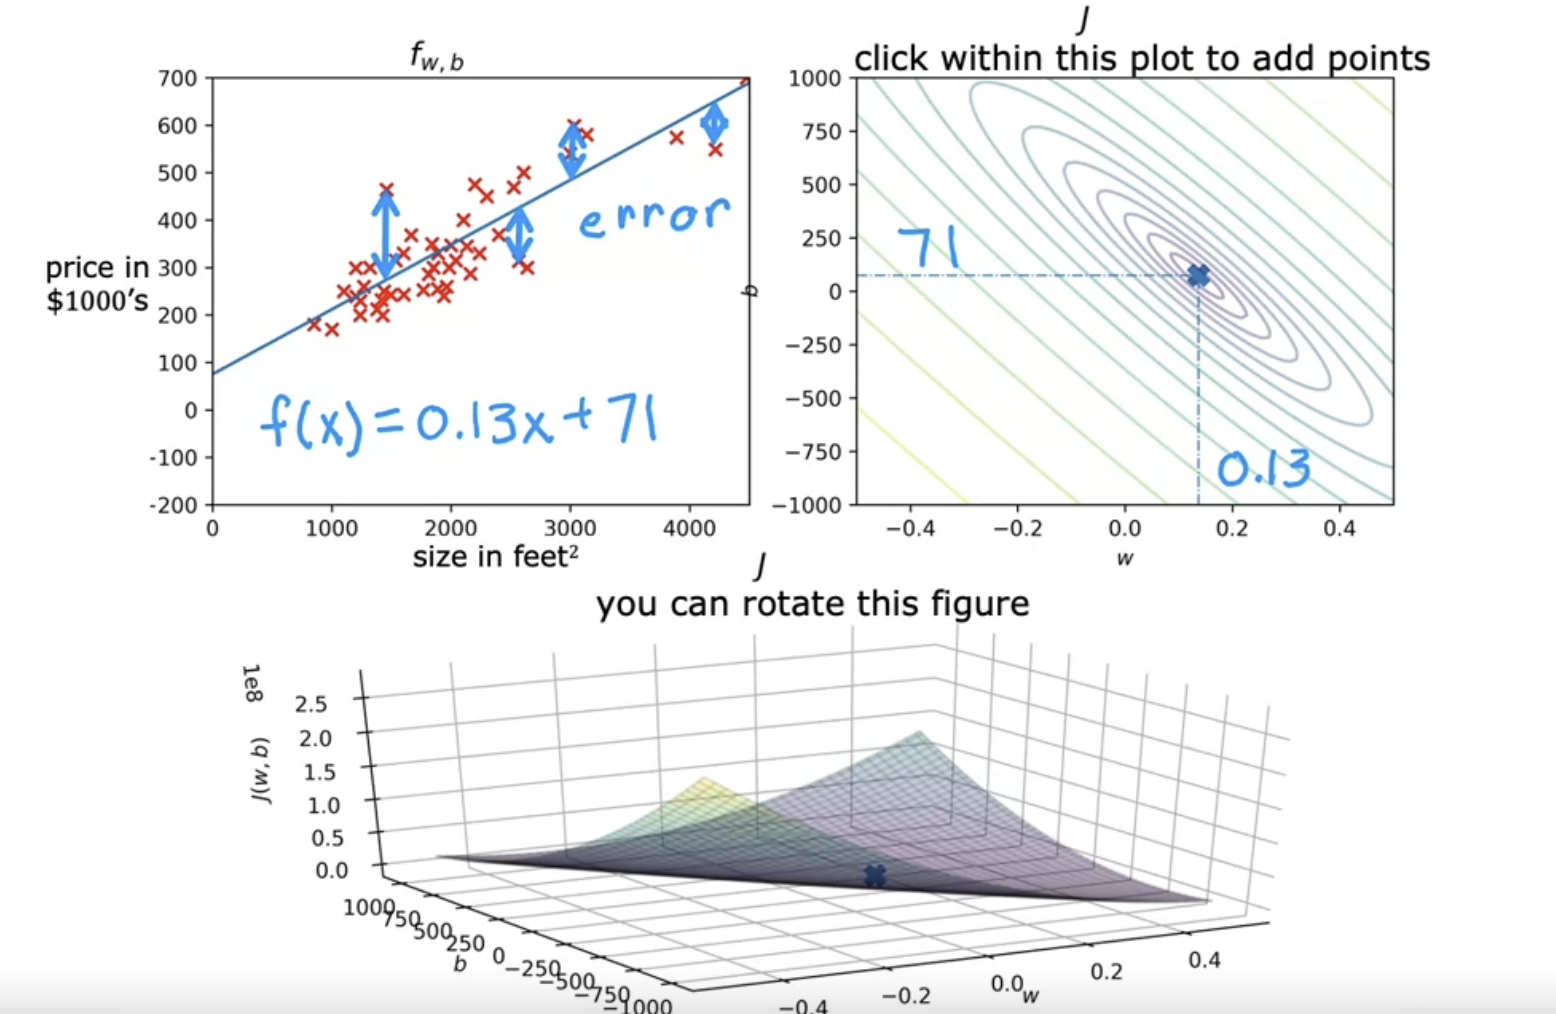 f_{w,b}
700
600
500
400
300
200
100
0
-100
-200
price in
$1000's
error
f(x)=0.13x+71
0 1000 2000 3000 4000
size in feet²
J
click within this plot to add points
1000
750
500
250
0
−250
−500
−750
−1000
b
71
0.13
−0.4 −0.2 0.0 0.2 0.4
w
J
you can rotate this figure
1e8
J(w, b)
2.5
2.0
1.5
1.0
0.5
0.0
1000
750
500
250
0
−250
−500
−750
−1000
b
−0.4 −0.2 0.0 0.2 0.4
w